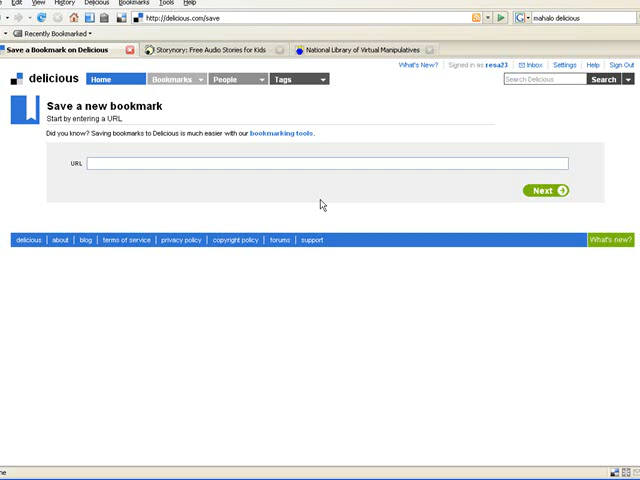 Edit View History Bookmarks Delicious Bookmarks Tools Help
http://delicious.com/save mahalo delicious
Recently Bookmarked
Save a Bookmark on Delicious Storynory: Free Audio Stories for Kids National Library of Virtual Manipulatives
What's New? Signed in as resa23 Inbox Settings Help Sign Out
delicious Home Bookmarks People Tags Search Delicious Search
Save a new bookmark
Start by entering a URL
Did you know? Saving bookmarks to Delicious is much easier with our bookmarking tools.
URL
Next
delicious about blog terms of service privacy policy copyright policy forums support What's new?